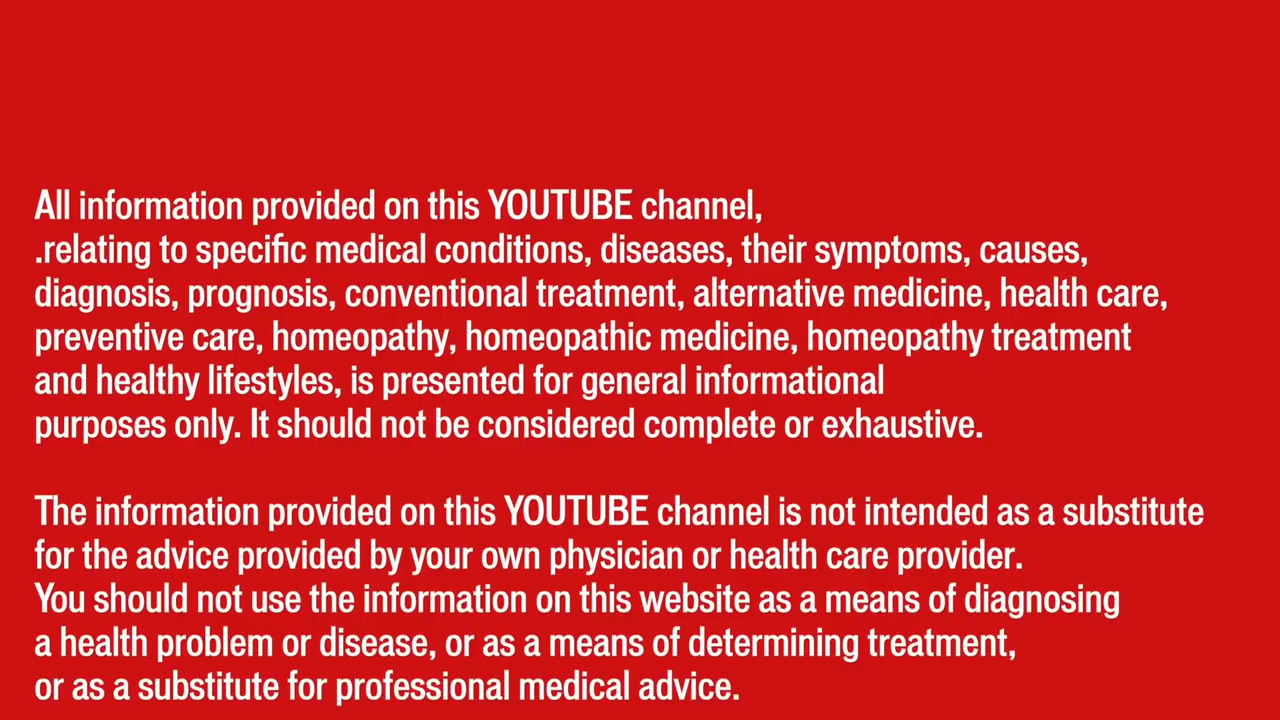 All information provided on this YOUTUBE channel,
.relating to specific medical conditions, diseases, their symptoms, causes,
diagnosis, prognosis, conventional treatment, alternative medicine, health care,
preventive care, homeopathy, homeopathic medicine, homeopathy treatment
and healthy lifestyles, is presented for general informational
purposes only. It should not be considered complete or exhaustive.
The information provided on this YOUTUBE channel is not intended as a substitute
for the advice provided by your own physician or health care provider.
You should not use the information on this website as a means of diagnosing
a health problem or disease, or as a means of determining treatment,
or as a substitute for professional medical advice.